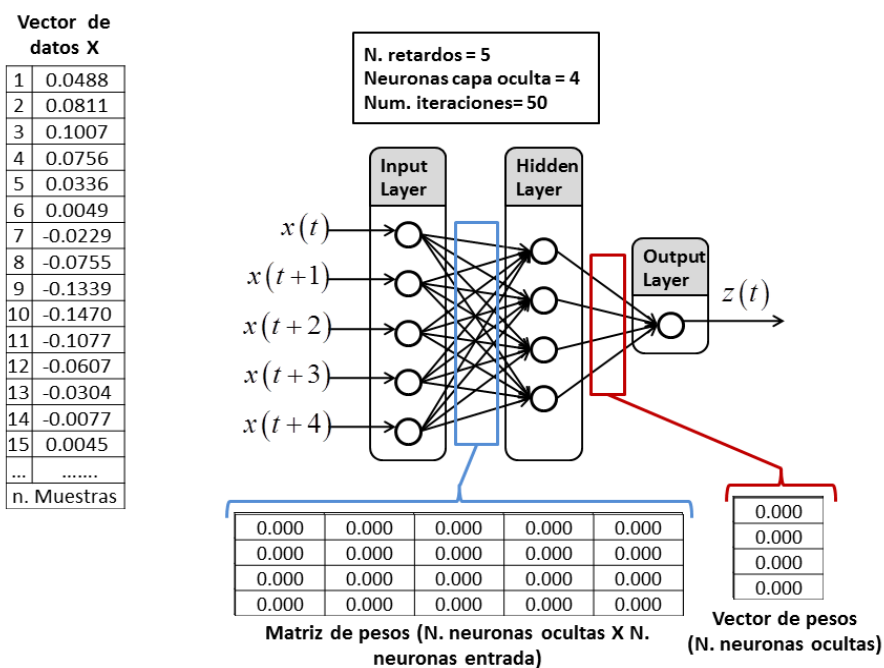 Vector de
datos X
1 0.0488
2 0.0811
3 0.1007
4 0.0756
5 0.0336
6 0.0049
7 -0.0229
8 -0.0755
9 -0.1339
10 -0.1470
11 -0.1077
12 -0.0607
13 -0.0304
14 -0.0077
15 0.0045
... .......
n. Muestras
N. retardos = 5
Neuronas capa oculta = 4
Num. iteraciones= 50
Input
Layer
Hidden
Layer
Output
Layer
x(t)
x(t+1)
x(t+2)
x(t+3)
x(t+4)
z(t)
0.000 0.000 0.000 0.000 0.000
0.000 0.000 0.000 0.000 0.000
0.000 0.000 0.000 0.000 0.000
0.000 0.000 0.000 0.000 0.000
Matriz de pesos (N. neuronas ocultas X N.
neuronas entrada)
0.000
0.000
0.000
0.000
Vector de pesos
(N. neuronas ocultas)